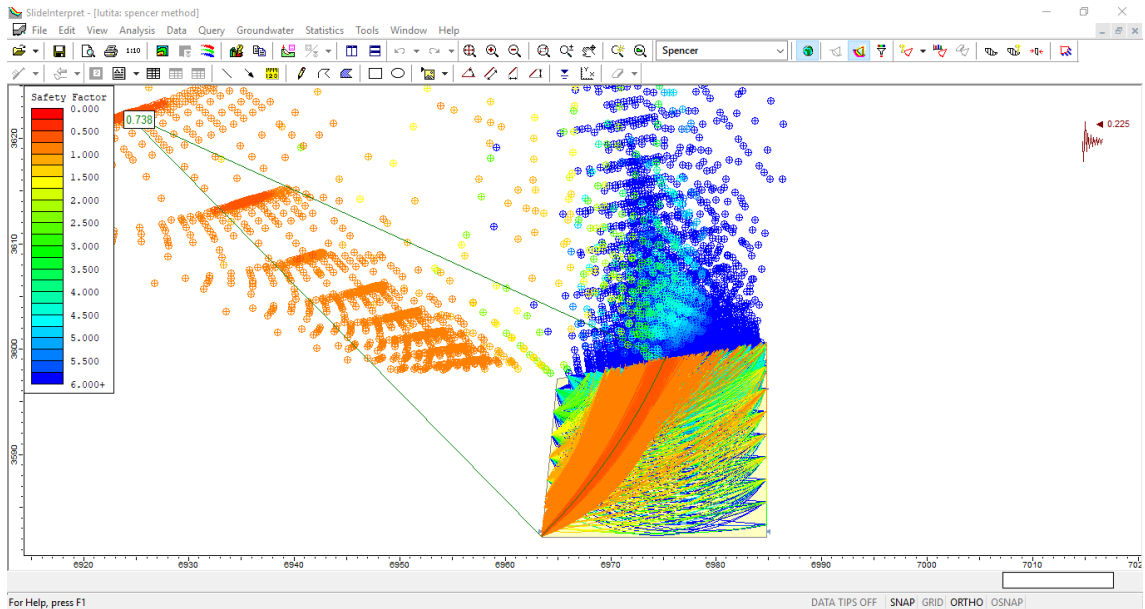 SlideInterpret - [lutita: spencer method]
File Edit View Analysis Data Query Groundwater Statistics Tools Window Help
1:10 Spencer
Safety Factor
0.000
0.500
1.000
1.500
2.000
2.500
3.000
3.500
4.000
4.500
5.000
5.500
6.000+
0.738
0.225
3620
3610
3600
3590
6920 6930 6940 6950 6960 6970 6980 6990 7000 7010 702
For Help, press F1
DATA TIPS OFF SNAP GRID ORTHO OSNAP